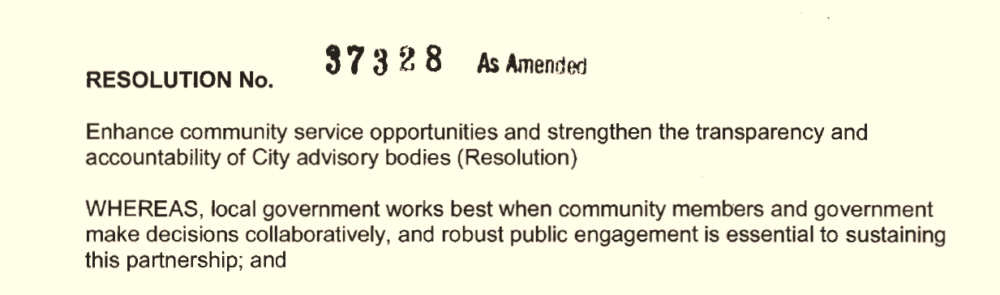 RESOLUTION No. 37328 As Amended
Enhance community service opportunities and strengthen the transparency and
accountability of City advisory bodies (Resolution)
WHEREAS, local government works best when community members and government
make decisions collaboratively, and robust public engagement is essential to sustaining
this partnership; and